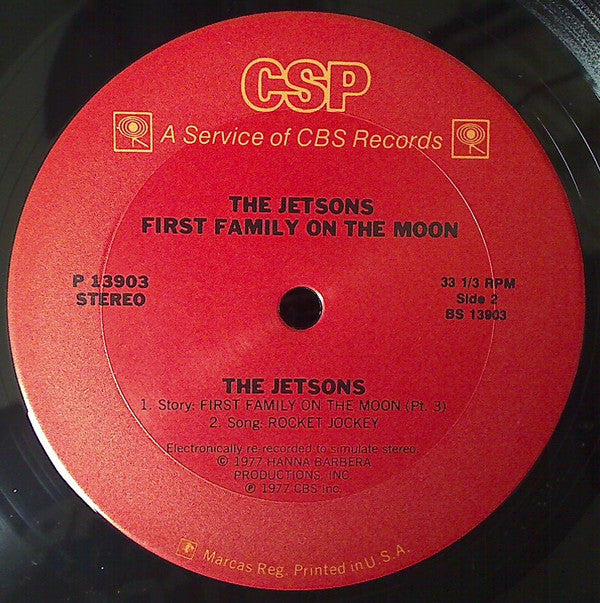 CSP
A Service of CBS Records
THE JETSONS
FIRST FAMILY ON THE MOON
P 13903
STEREO
33 1/3 RPM
Side 2
BS 13903
THE JETSONS
1. Story: FIRST FAMILY ON THE MOON (Pt. 3)
2. Song: ROCKET JOCKEY
Electronically re-recorded to simulate stereo.
© 1977 HANNA BARBERA
PRODUCTIONS, INC.
℗ 1977 CBS Inc.
Marcas Reg. Printed in U.S.A.